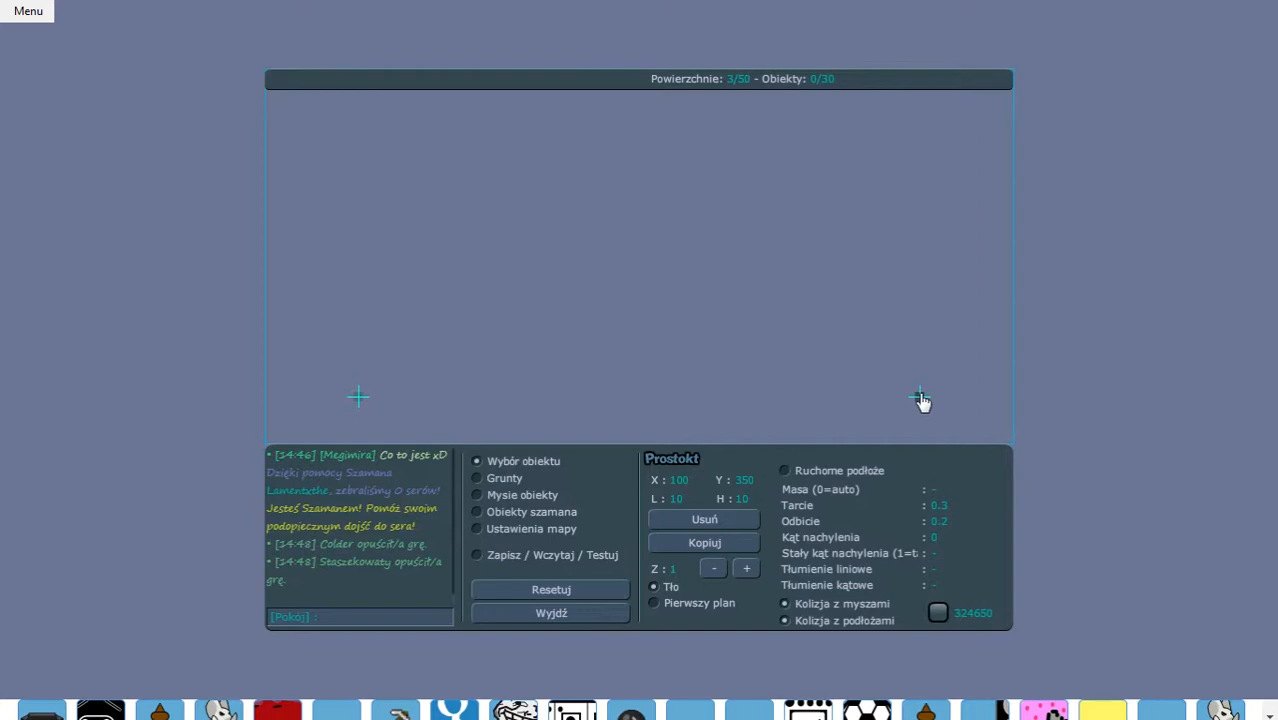 Menu
Powierzchnie: 3/50 - Obiekty: 0/30
• [14:46] [Megimira] Co to jest xD
Dzięki pomocy Szamana
Lamentxthe, zebraliśmy 0 serów!
Jesteś Szamanem! Pomóż swoim
podopiecznym dojść do sera!
• [14:48] Colder opuścił/a grę.
• [14:48] Staszekowaty opuścił/a
grę.
[Pokój] :
Wybór obiektu
Grunty
Mysie obiekty
Obiekty szamana
Ustawienia mapy
Zapisz / Wczytaj / Testuj
Resetuj
Wyjdź
Prostokt
X : 100 Y : 350
L : 10 H : 10
Usuń
Kopiuj
Z : 1 - +
Tło
Pierwszy plan
Ruchome podłoże
Masa (0=auto) : -
Tarcie : 0.3
Odbicie : 0.2
Kąt nachylenia : 0
Stały kąt nachylenia (1=t: : -
Tłumienie liniowe : -
Tłumienie kątowe : -
Kolizja z myszami
Kolizja z podłożami
324650